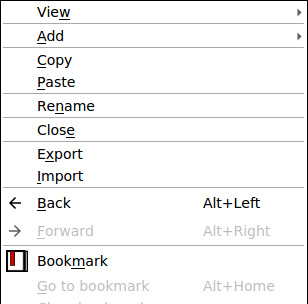 View
Add
Copy
Paste
Rename
Close
Export
Import
Back Alt+Left
Forward Alt+Right
Bookmark
Go to bookmark Alt+Home